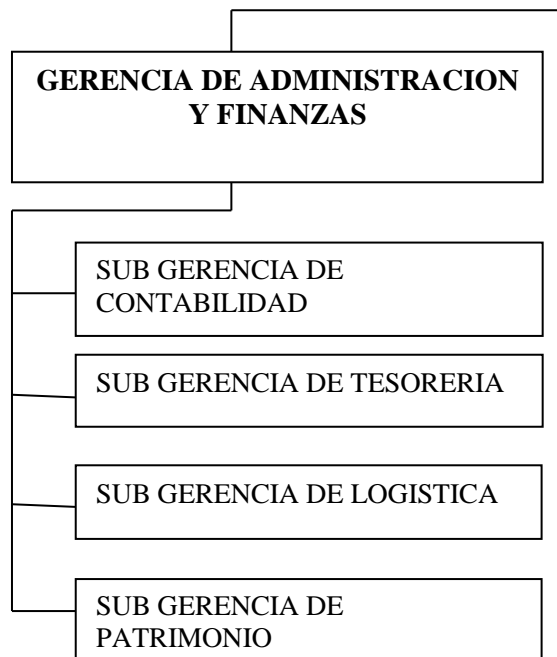 GERENCIA DE ADMINISTRACION
Y FINANZAS
SUB GERENCIA DE
CONTABILIDAD
SUB GERENCIA DE TESORERIA
SUB GERENCIA DE LOGISTICA
SUB GERENCIA DE
PATRIMONIO